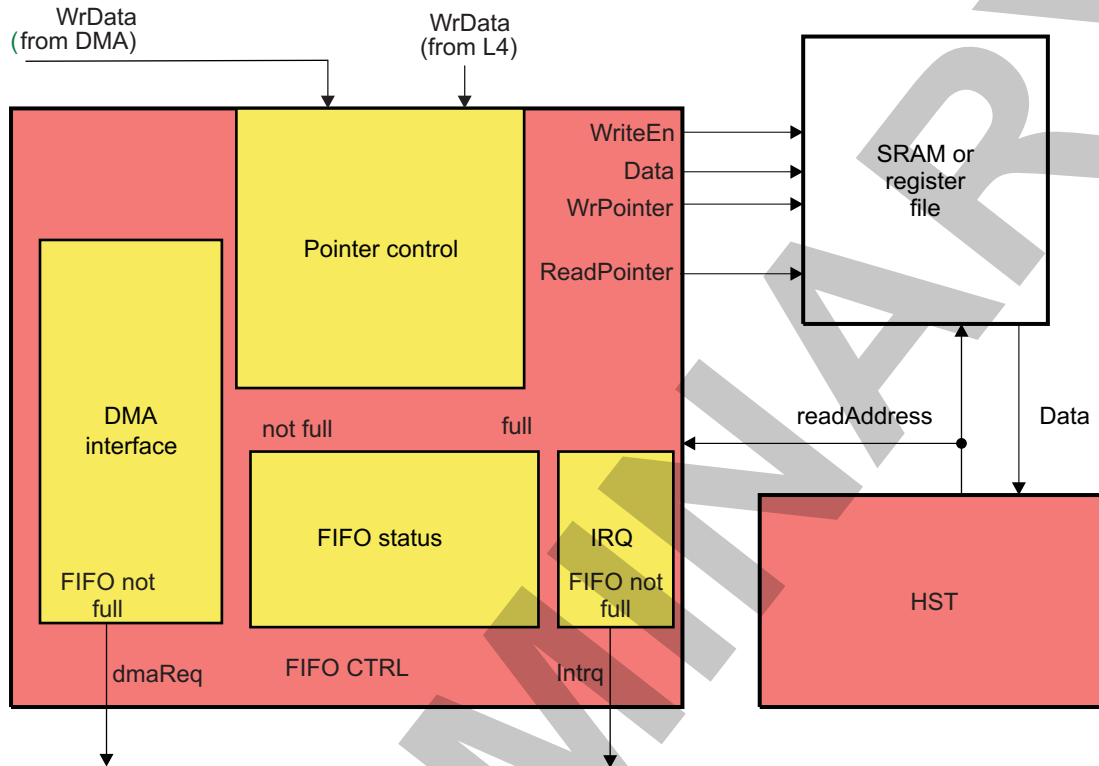 WrData
(from DMA)
WrData
(from L4)
WriteEn
Data
WrPointer
ReadPointer
SRAM or
register
file
Pointer control
DMA
interface
not full
full
readAddress
Data
FIFO status
IRQ
FIFO not
full
FIFO not
full
HST
dmaReq
FIFO CTRL
Intrq